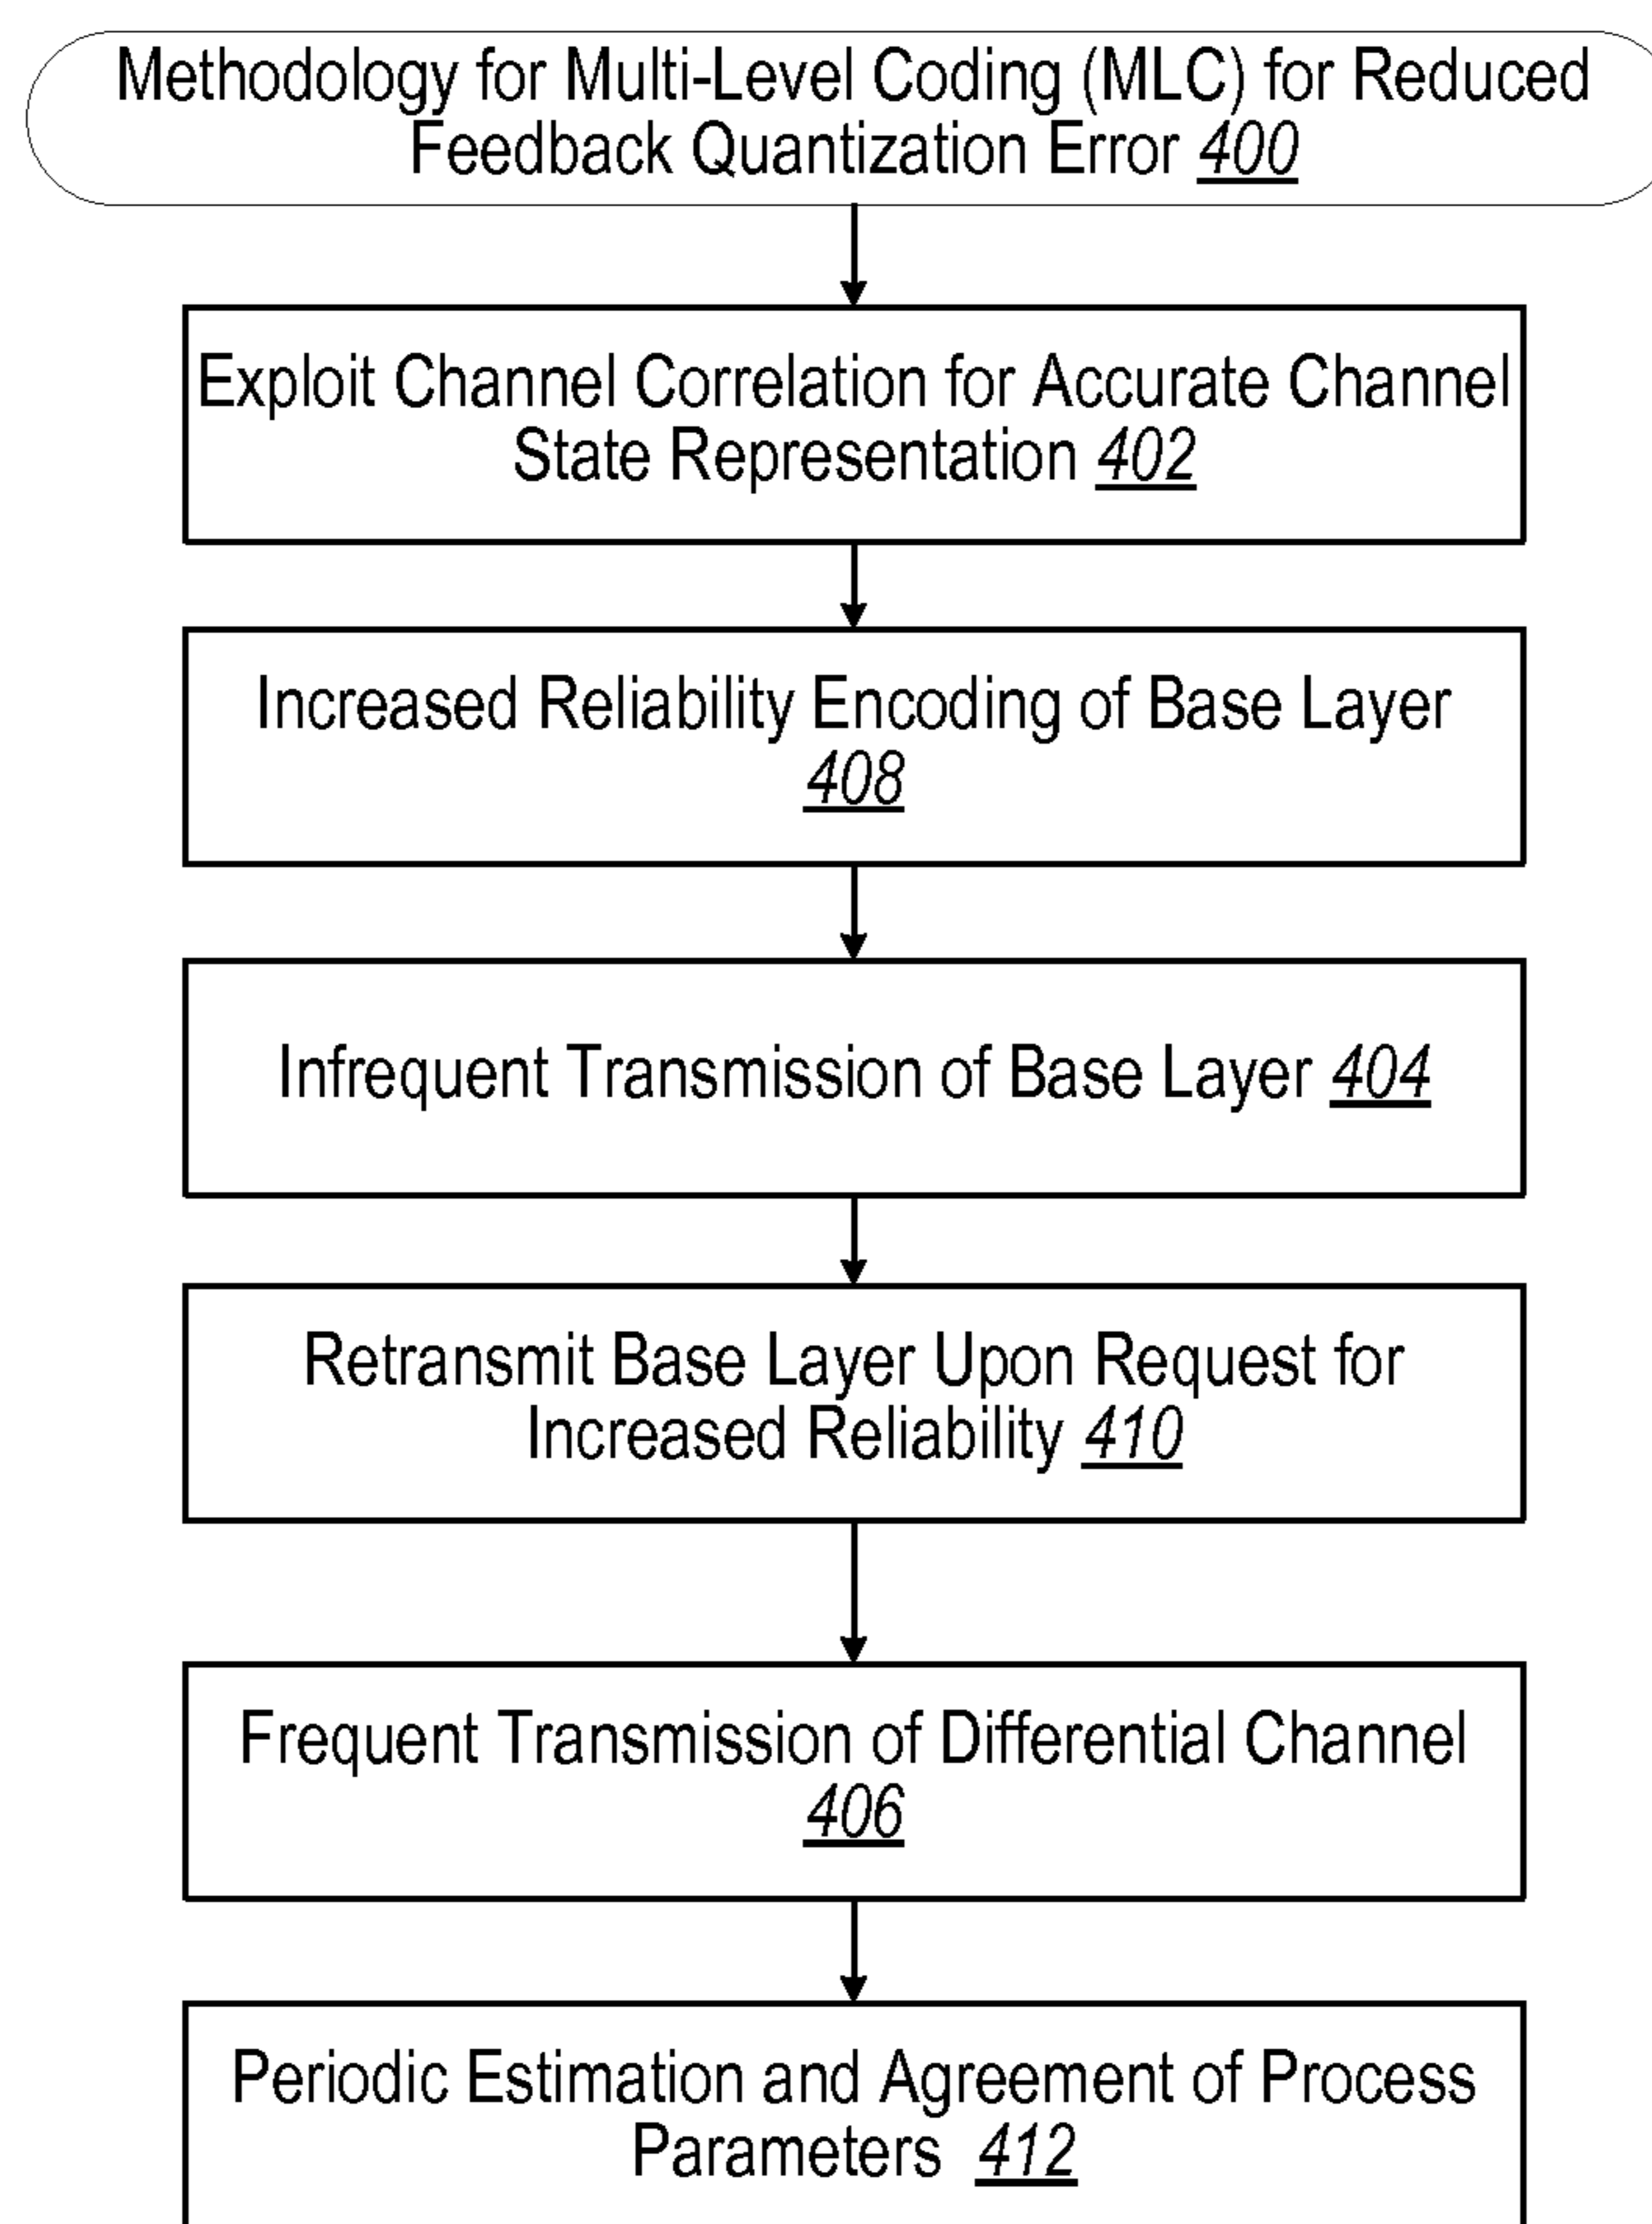 Methodology for Multi-Level Coding (MLC) for Reduced
Feedback Quantization Error 400
Exploit Channel Correlation for Accurate Channel
State Representation 402
Increased Reliability Encoding of Base Layer
408
Infrequent Transmission of Base Layer 404
Retransmit Base Layer Upon Request for
Increased Reliability 410
Frequent Transmission of Differential Channel
406
Periodic Estimation and Agreement of Process
Parameters 412